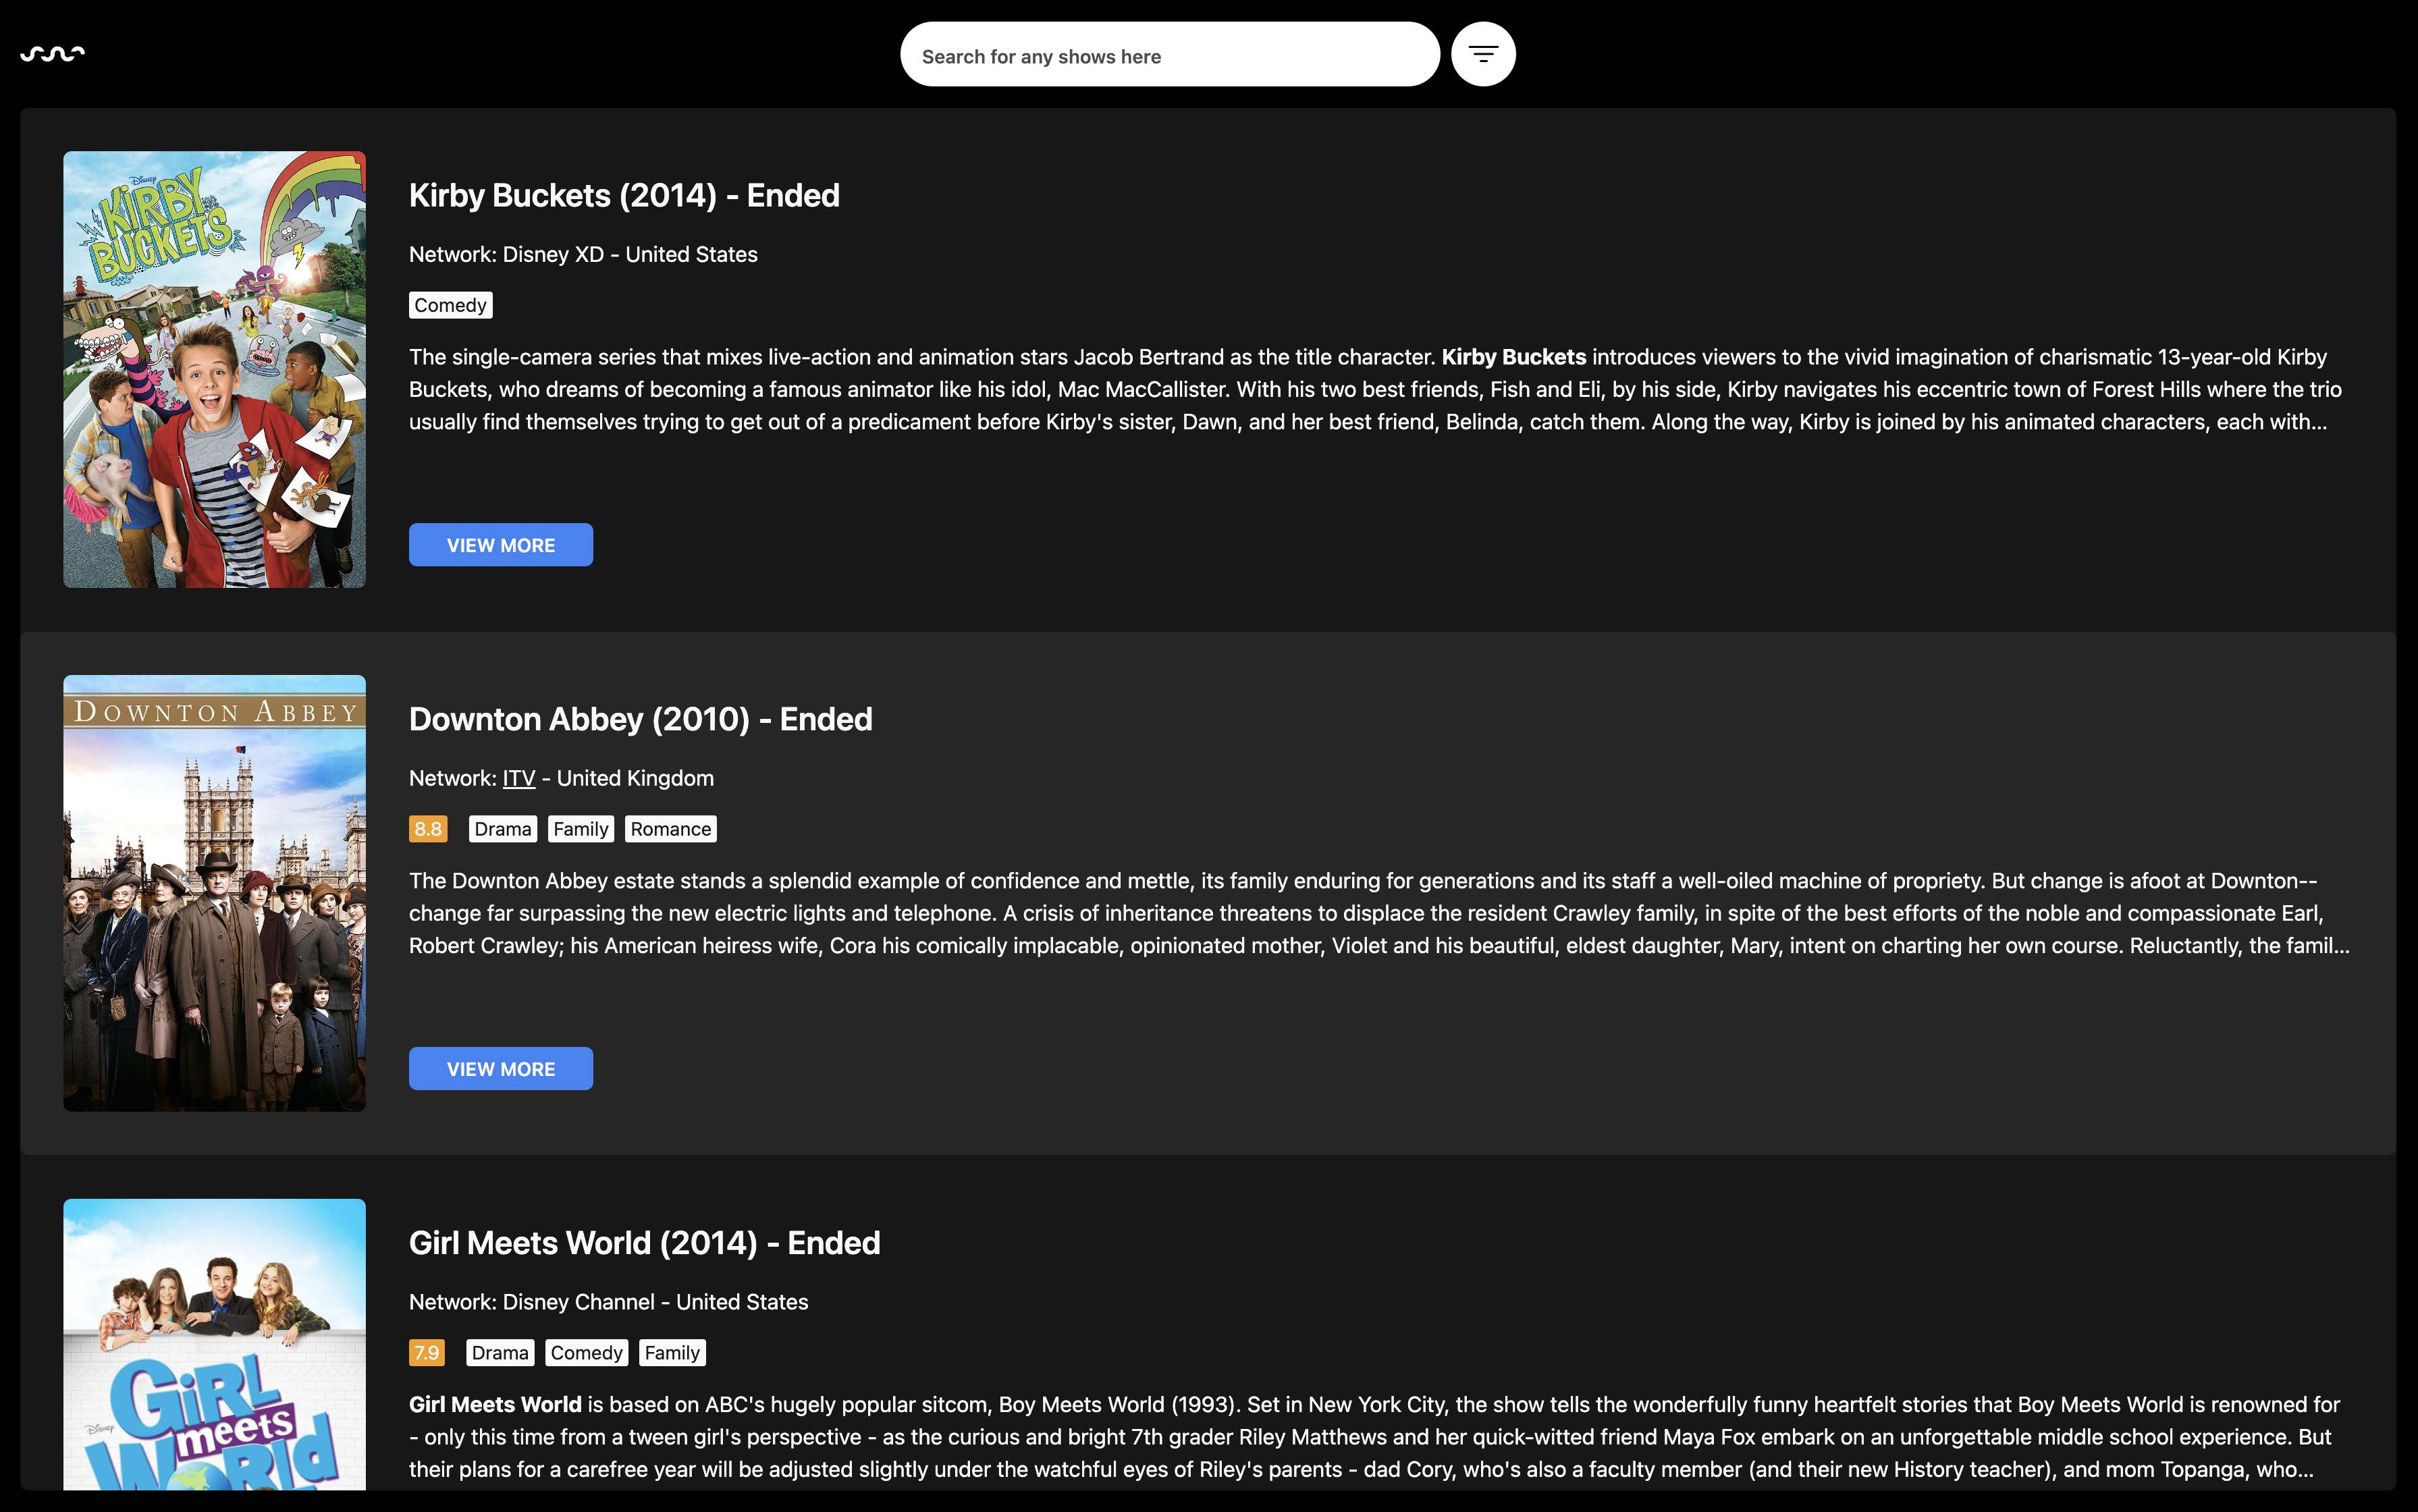 Search for any shows here
Disney
KIRBY
BUCKETS
Kirby Buckets (2014) - Ended
Network: Disney XD - United States
Comedy
The single-camera series that mixes live-action and animation stars Jacob Bertrand as the title character. Kirby Buckets introduces viewers to the vivid imagination of charismatic 13-year-old Kirby
Buckets, who dreams of becoming a famous animator like his idol, Mac MacCallister. With his two best friends, Fish and Eli, by his side, Kirby navigates his eccentric town of Forest Hills where the trio
usually find themselves trying to get out of a predicament before Kirby's sister, Dawn, and her best friend, Belinda, catch them. Along the way, Kirby is joined by his animated characters, each with...
VIEW MORE
DOWNTON ABBEY
Downton Abbey (2010) - Ended
Network: ITV - United Kingdom
8.8 Drama Family Romance
The Downton Abbey estate stands a splendid example of confidence and mettle, its family enduring for generations and its staff a well-oiled machine of propriety. But change is afoot at Downton--
change far surpassing the new electric lights and telephone. A crisis of inheritance threatens to displace the resident Crawley family, in spite of the best efforts of the noble and compassionate Earl,
Robert Crawley; his American heiress wife, Cora his comically implacable, opinionated mother, Violet and his beautiful, eldest daughter, Mary, intent on charting her own course. Reluctantly, the famil...
VIEW MORE
Disney
GiRL
meets
WORLD
Girl Meets World (2014) - Ended
Network: Disney Channel - United States
7.9 Drama Comedy Family
Girl Meets World is based on ABC's hugely popular sitcom, Boy Meets World (1993). Set in New York City, the show tells the wonderfully funny heartfelt stories that Boy Meets World is renowned for
- only this time from a tween girl's perspective - as the curious and bright 7th grader Riley Matthews and her quick-witted friend Maya Fox embark on an unforgettable middle school experience. But
their plans for a carefree year will be adjusted slightly under the watchful eyes of Riley's parents - dad Cory, who's also a faculty member (and their new History teacher), and mom Topanga, who...